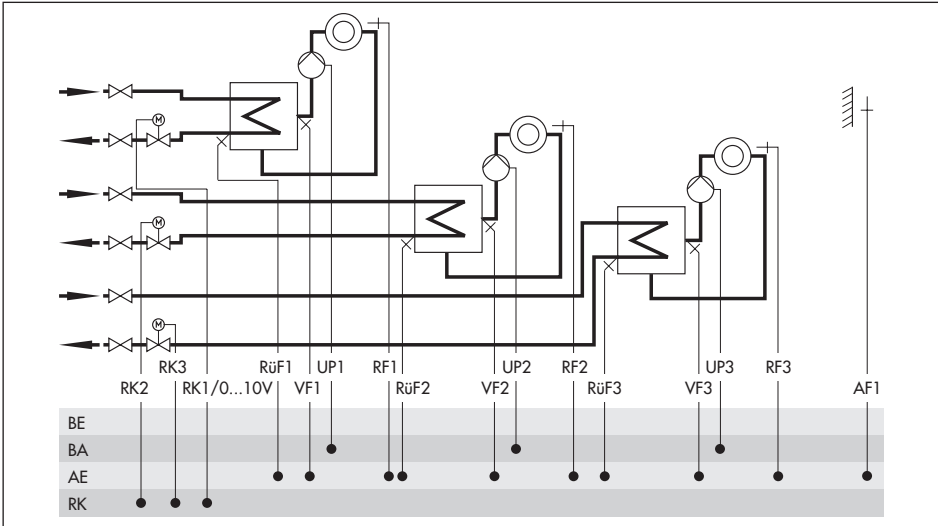 M
M
M
RK3 RüF1 UP1 RF1 UP2 RF2 UP3 RF3
RK2 RK1/0...10V VF1 RüF2 VF2 RüF3 VF3 AF1
BE
BA
AE
RK